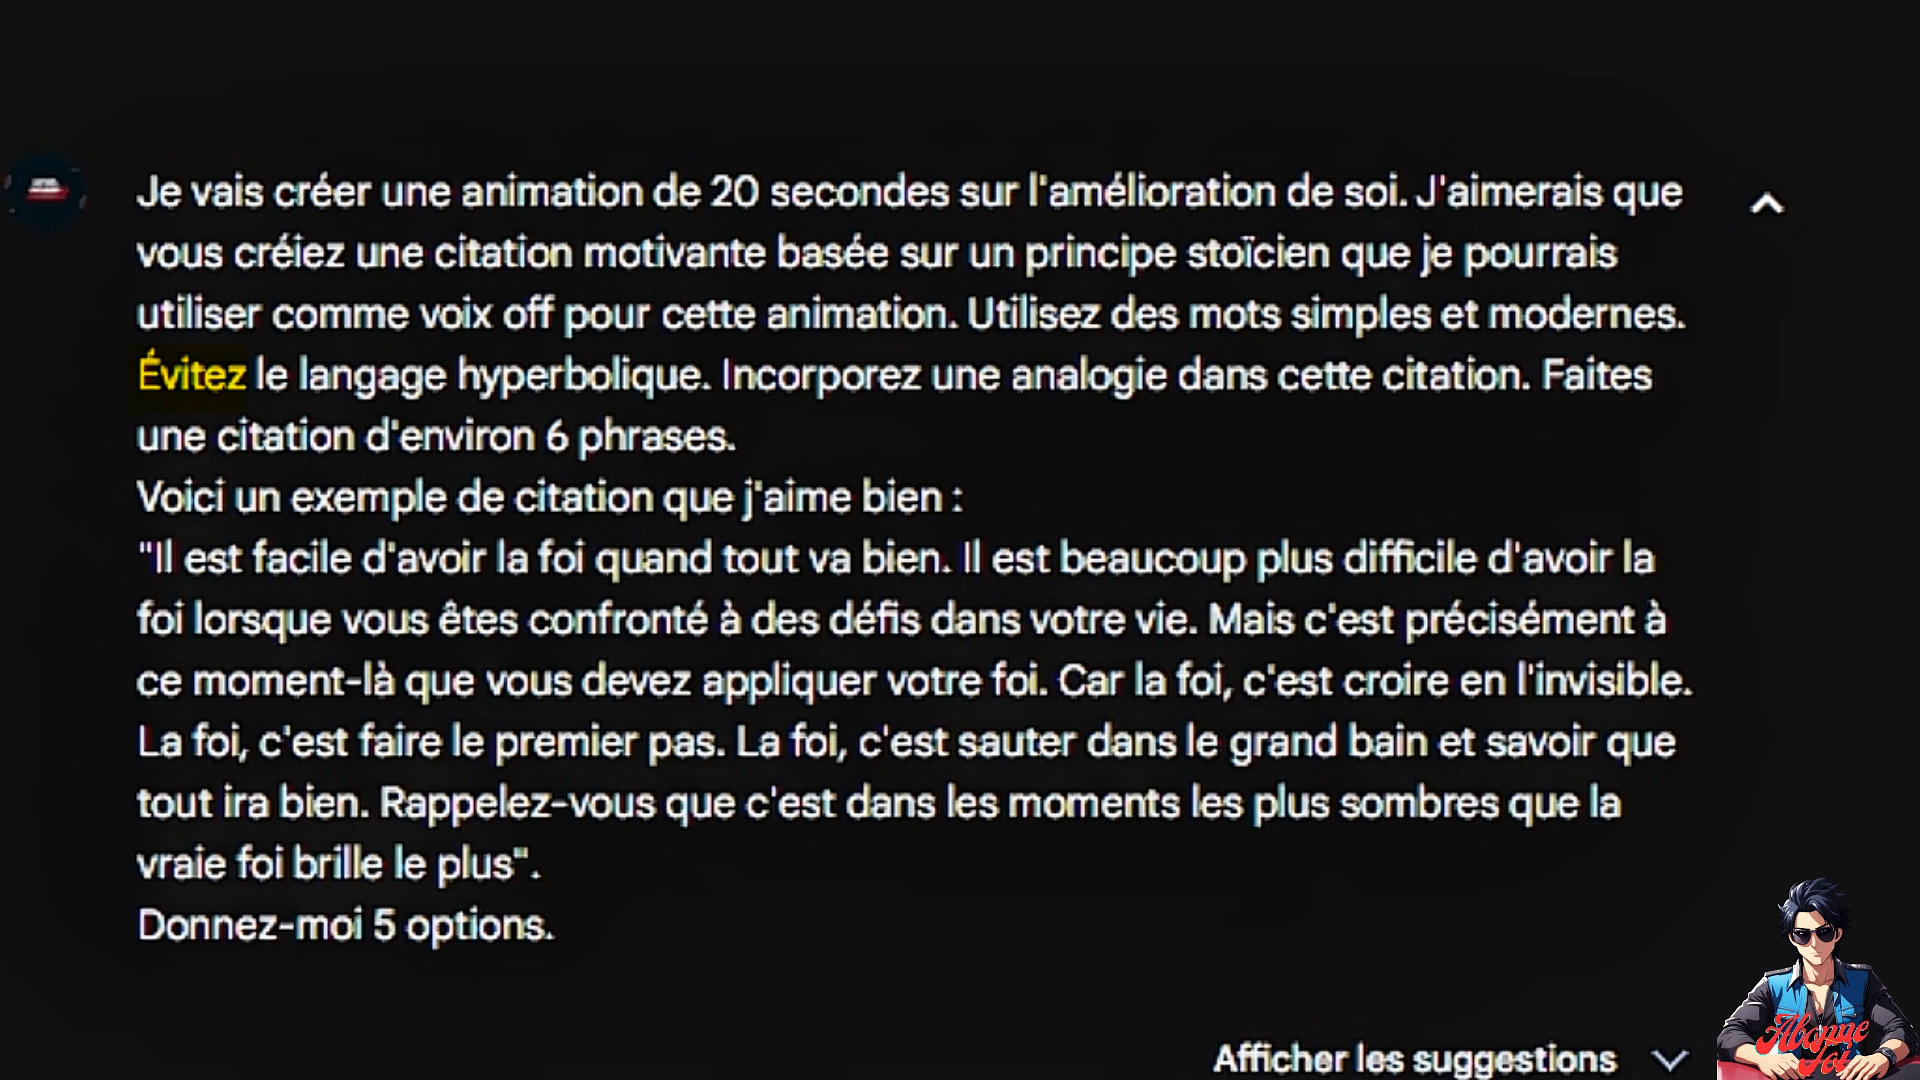 Je vais créer une animation de 20 secondes sur l'amélioration de soi. J'aimerais que
vous créiez une citation motivante basée sur un principe stoïcien que je pourrais
utiliser comme voix off pour cette animation. Utilisez des mots simples et modernes.
Évitez le langage hyperbolique. Incorporez une analogie dans cette citation. Faites
une citation d'environ 6 phrases.
Voici un exemple de citation que j'aime bien :
"Il est facile d'avoir la foi quand tout va bien. Il est beaucoup plus difficile d'avoir la
foi lorsque vous êtes confronté à des défis dans votre vie. Mais c'est précisément à
ce moment-là que vous devez appliquer votre foi. Car la foi, c'est croire en l'invisible.
La foi, c'est faire le premier pas. La foi, c'est sauter dans le grand bain et savoir que
tout ira bien. Rappelez-vous que c'est dans les moments les plus sombres que la
vraie foi brille le plus".
Donnez-moi 5 options.
Afficher les suggestions
Abonne
Toi